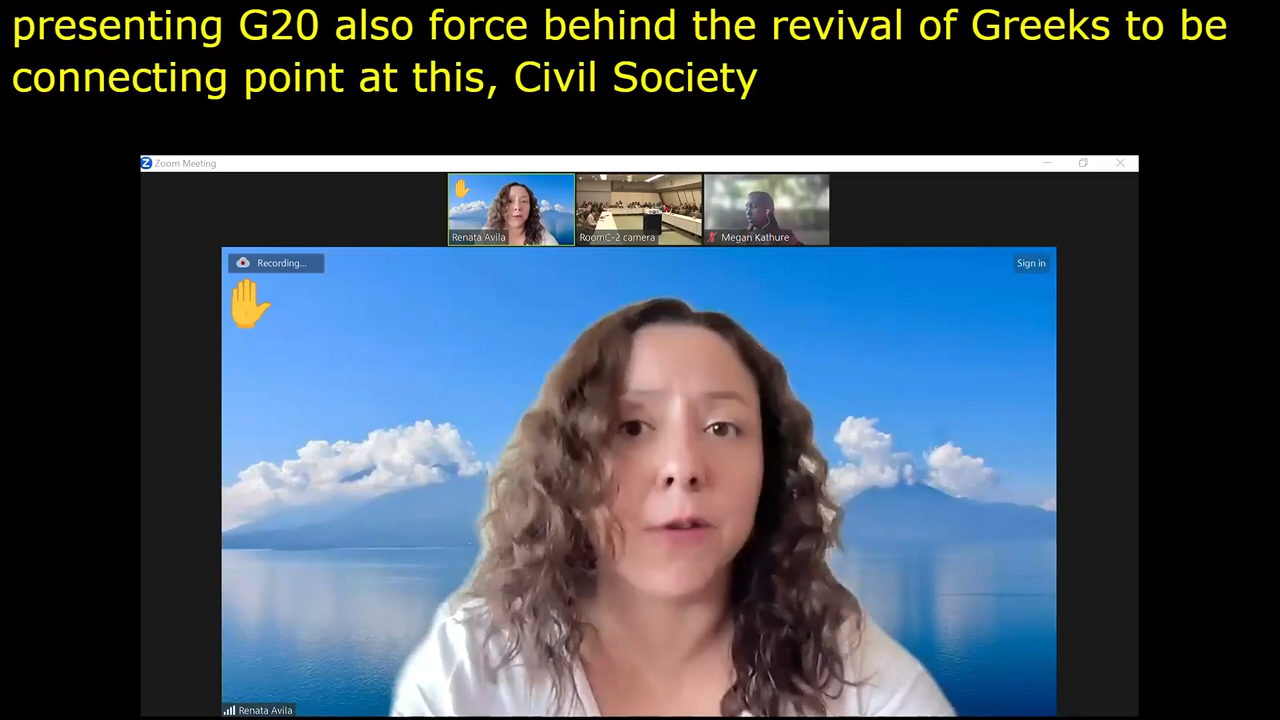 presenting G20 also force behind the revival of Greeks to be
connecting point at this, Civil Society
Zoom Meeting
Renata Avila
RoomC-2 camera
Megan Kathure
Recording...
Sign in
Renata Avila